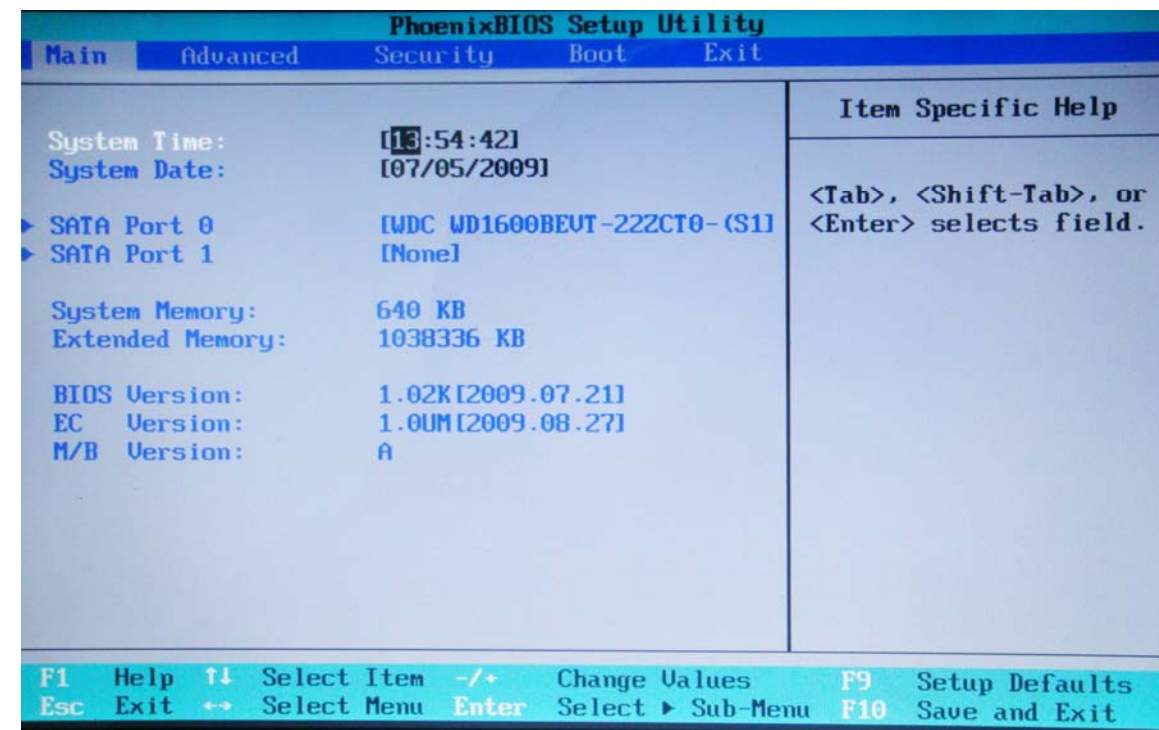 PhoenixBIOS Setup Utility
Main Advanced Security Boot Exit
Item Specific Help
System Time: [13:54:42]
System Date: [07/05/2009]
<Tab>, <Shift-Tab>, or
<Enter> selects field.
SATA Port 0 [WDC WD1600BEVT-22ZCT0-(S1]
SATA Port 1 [None]
System Memory: 640 KB
Extended Memory: 1038336 KB
BIOS Version: 1.02K[2009.07.21]
EC Version: 1.0UM[2009.08.27]
M/B Version: A
F1 Help ↑↓ Select Item -/+ Change Values F9 Setup Defaults
Esc Exit ↔ Select Menu Enter Select ▶ Sub-Menu F10 Save and Exit